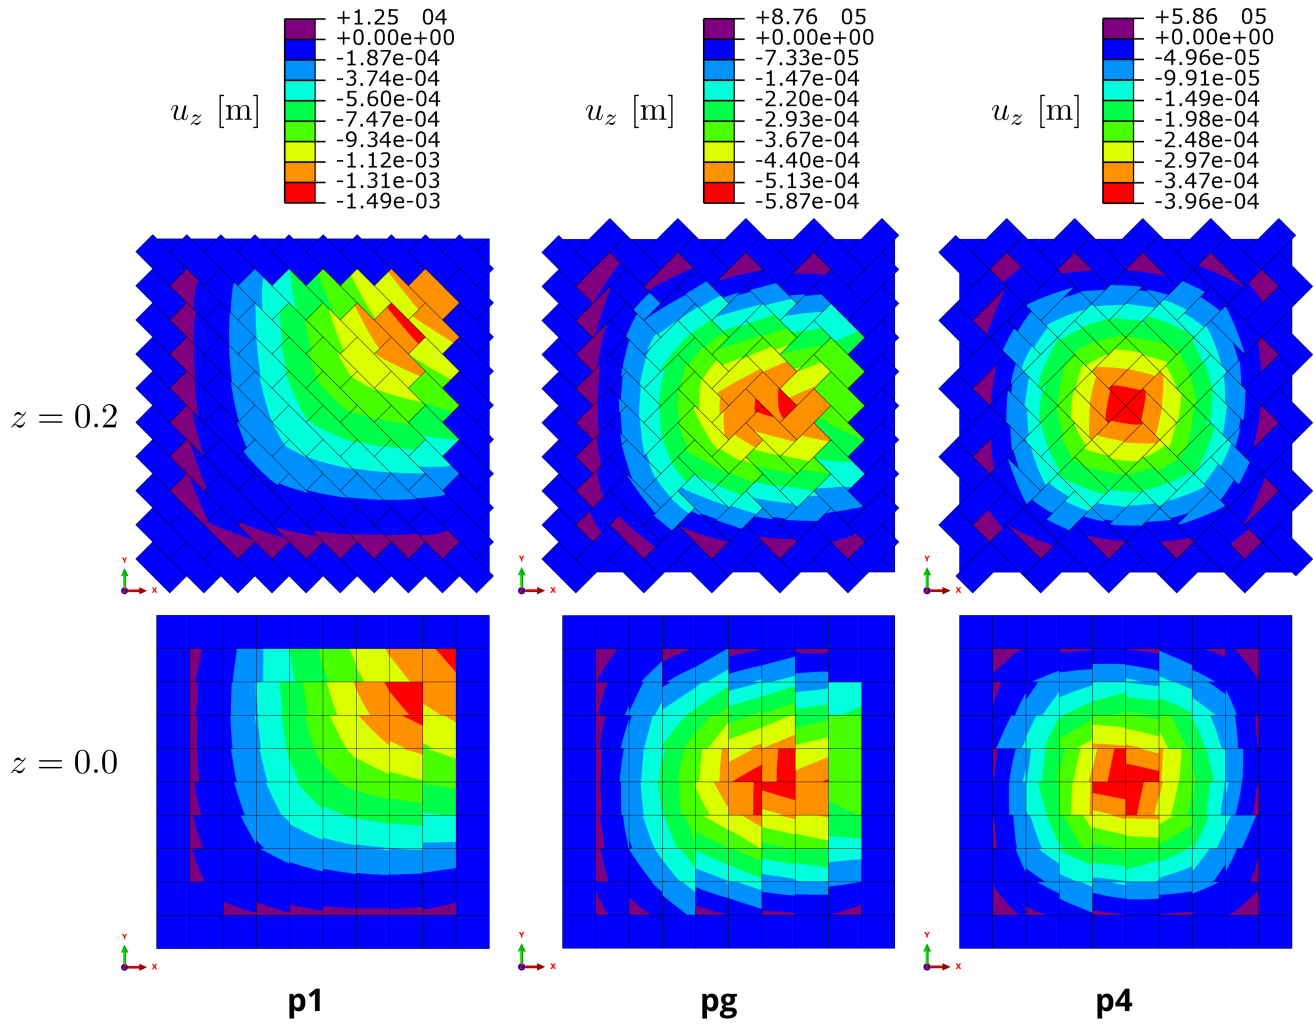 +1.25 04
+0.00e+00
-1.87e-04
-3.74e-04
-5.60e-04
-7.47e-04
-9.34e-04
-1.12e-03
-1.31e-03
-1.49e-03
u_z [m]
+8.76 05
+0.00e+00
-7.33e-05
-1.47e-04
-2.20e-04
-2.93e-04
-3.67e-04
-4.40e-04
-5.13e-04
-5.87e-04
u_z [m]
+5.86 05
+0.00e+00
-4.96e-05
-9.91e-05
-1.49e-04
-1.98e-04
-2.48e-04
-2.97e-04
-3.47e-04
-3.96e-04
u_z [m]
z = 0.2
Y
X
Y
X
Y
X
z = 0.0
Y
X
Y
X
Y
X
p1
pg
p4